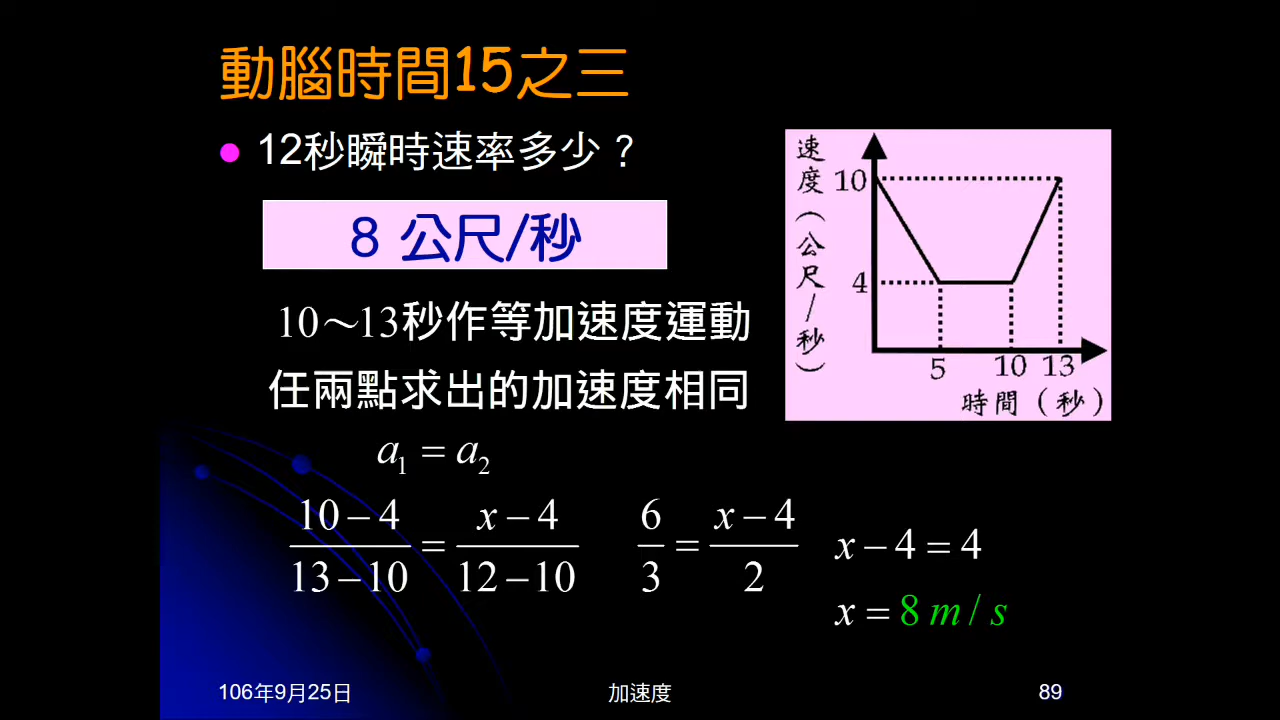 動腦時間15之三
12秒瞬時速率多少？
8 公尺/秒
10～13秒作等加速度運動
任兩點求出的加速度相同
a₁ = a₂
(10 − 4)/(13 − 10) = (x − 4)/(12 − 10)
6/3 = (x − 4)/2
x − 4 = 4
x = 8 m / s
速度(公尺/秒)
10
4
5 10 13
時間(秒)
106年9月25日
加速度
89